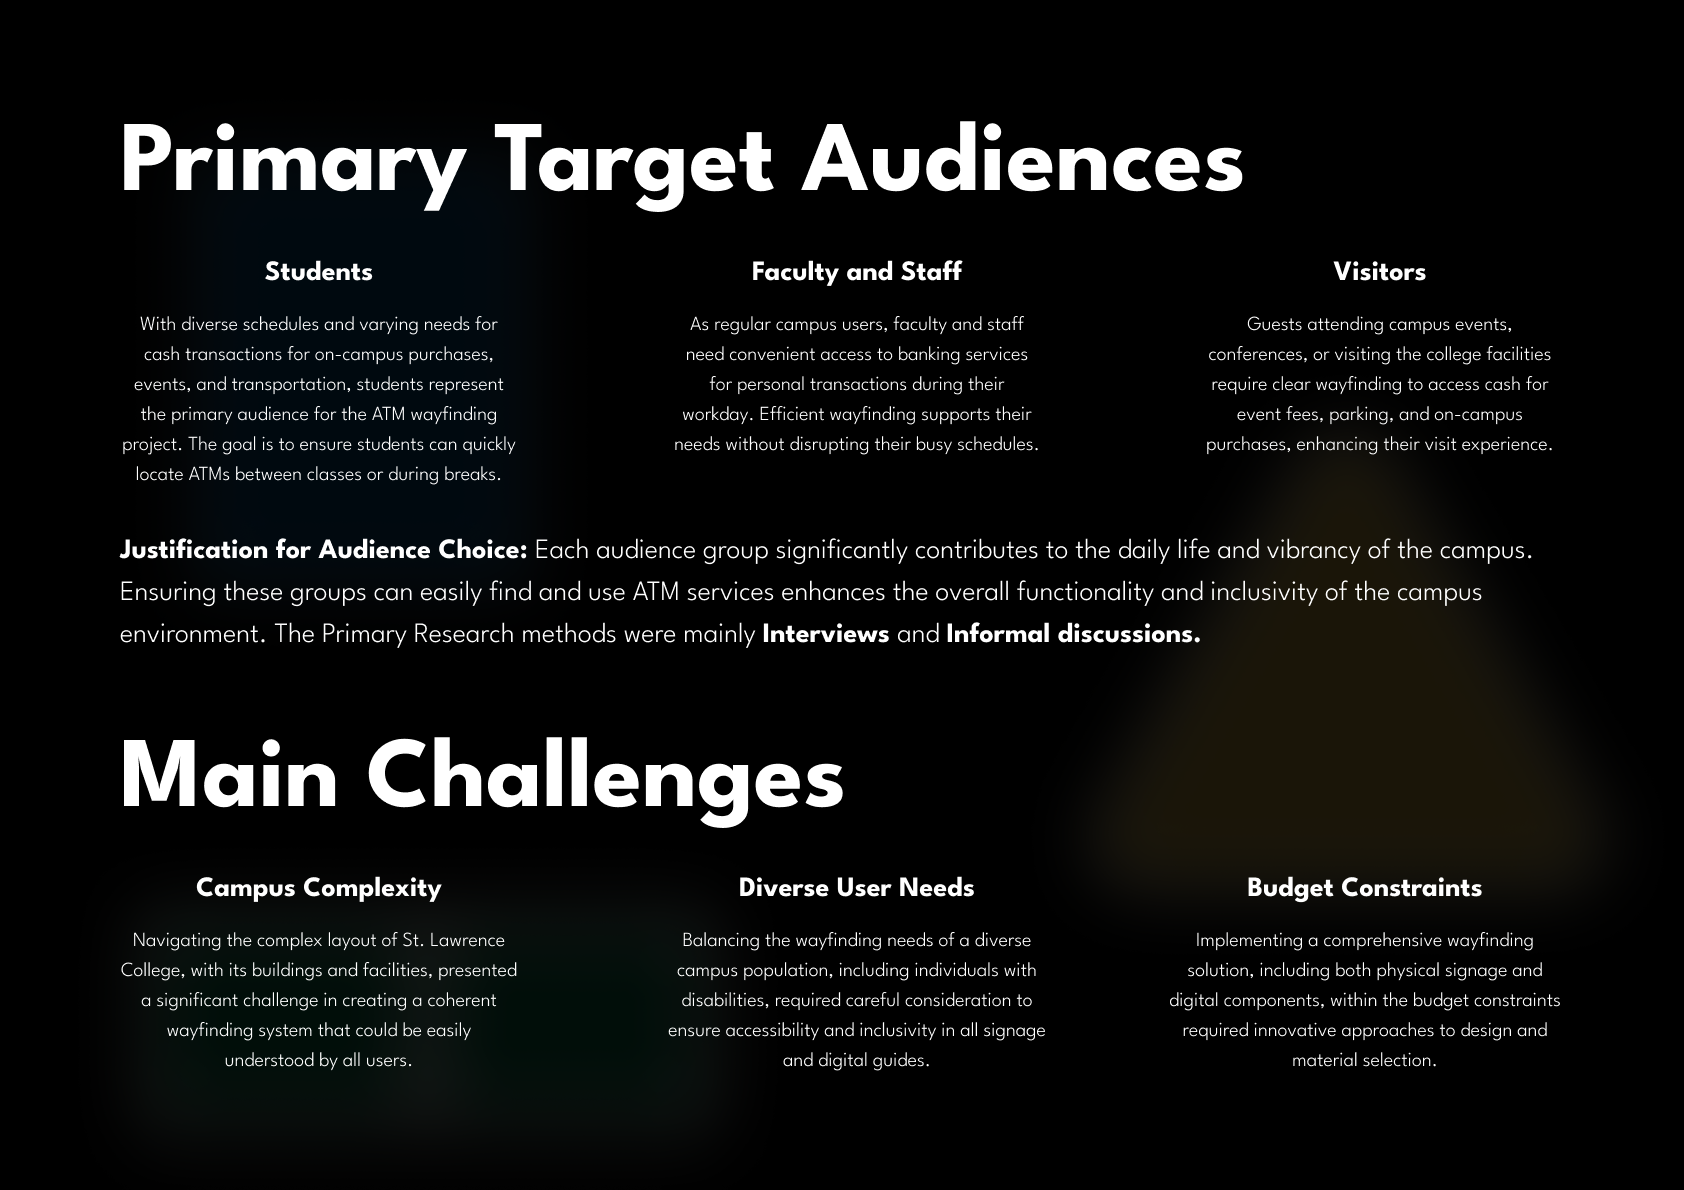 Primary Target Audiences
Students
With diverse schedules and varying needs for
cash transactions for on-campus purchases,
events, and transportation, students represent
the primary audience for the ATM wayfinding
project. The goal is to ensure students can quickly
locate ATMs between classes or during breaks.
Faculty and Staff
As regular campus users, faculty and staff
need convenient access to banking services
for personal transactions during their
workday. Efficient wayfinding supports their
needs without disrupting their busy schedules.
Visitors
Guests attending campus events,
conferences, or visiting the college facilities
require clear wayfinding to access cash for
event fees, parking, and on-campus
purchases, enhancing their visit experience.
Justification for Audience Choice: Each audience group significantly contributes to the daily life and vibrancy of the campus.
Ensuring these groups can easily find and use ATM services enhances the overall functionality and inclusivity of the campus
environment. The Primary Research methods were mainly Interviews and Informal discussions.
Main Challenges
Campus Complexity
Navigating the complex layout of St. Lawrence
College, with its buildings and facilities, presented
a significant challenge in creating a coherent
wayfinding system that could be easily
understood by all users.
Diverse User Needs
Balancing the wayfinding needs of a diverse
campus population, including individuals with
disabilities, required careful consideration to
ensure accessibility and inclusivity in all signage
and digital guides.
Budget Constraints
Implementing a comprehensive wayfinding
solution, including both physical signage and
digital components, within the budget constraints
required innovative approaches to design and
material selection.